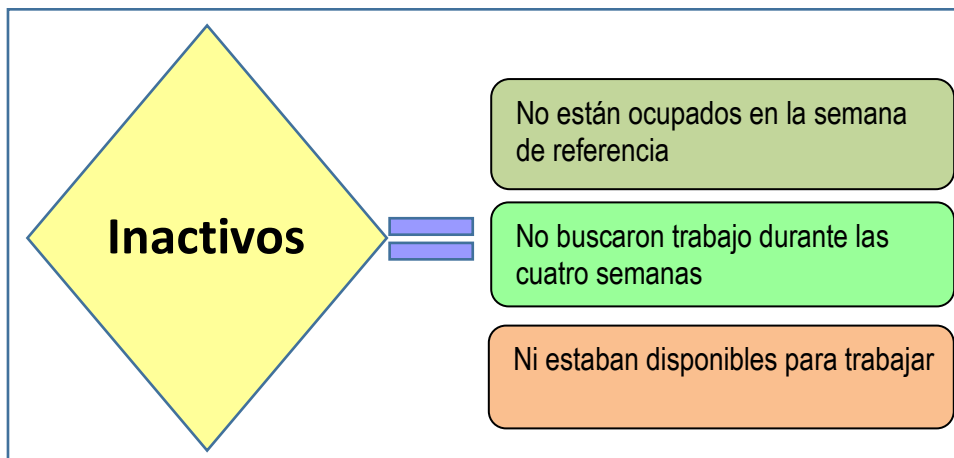 Inactivos
No están ocupados en la semana
de referencia
No buscaron trabajo durante las
cuatro semanas
Ni estaban disponibles para trabajar